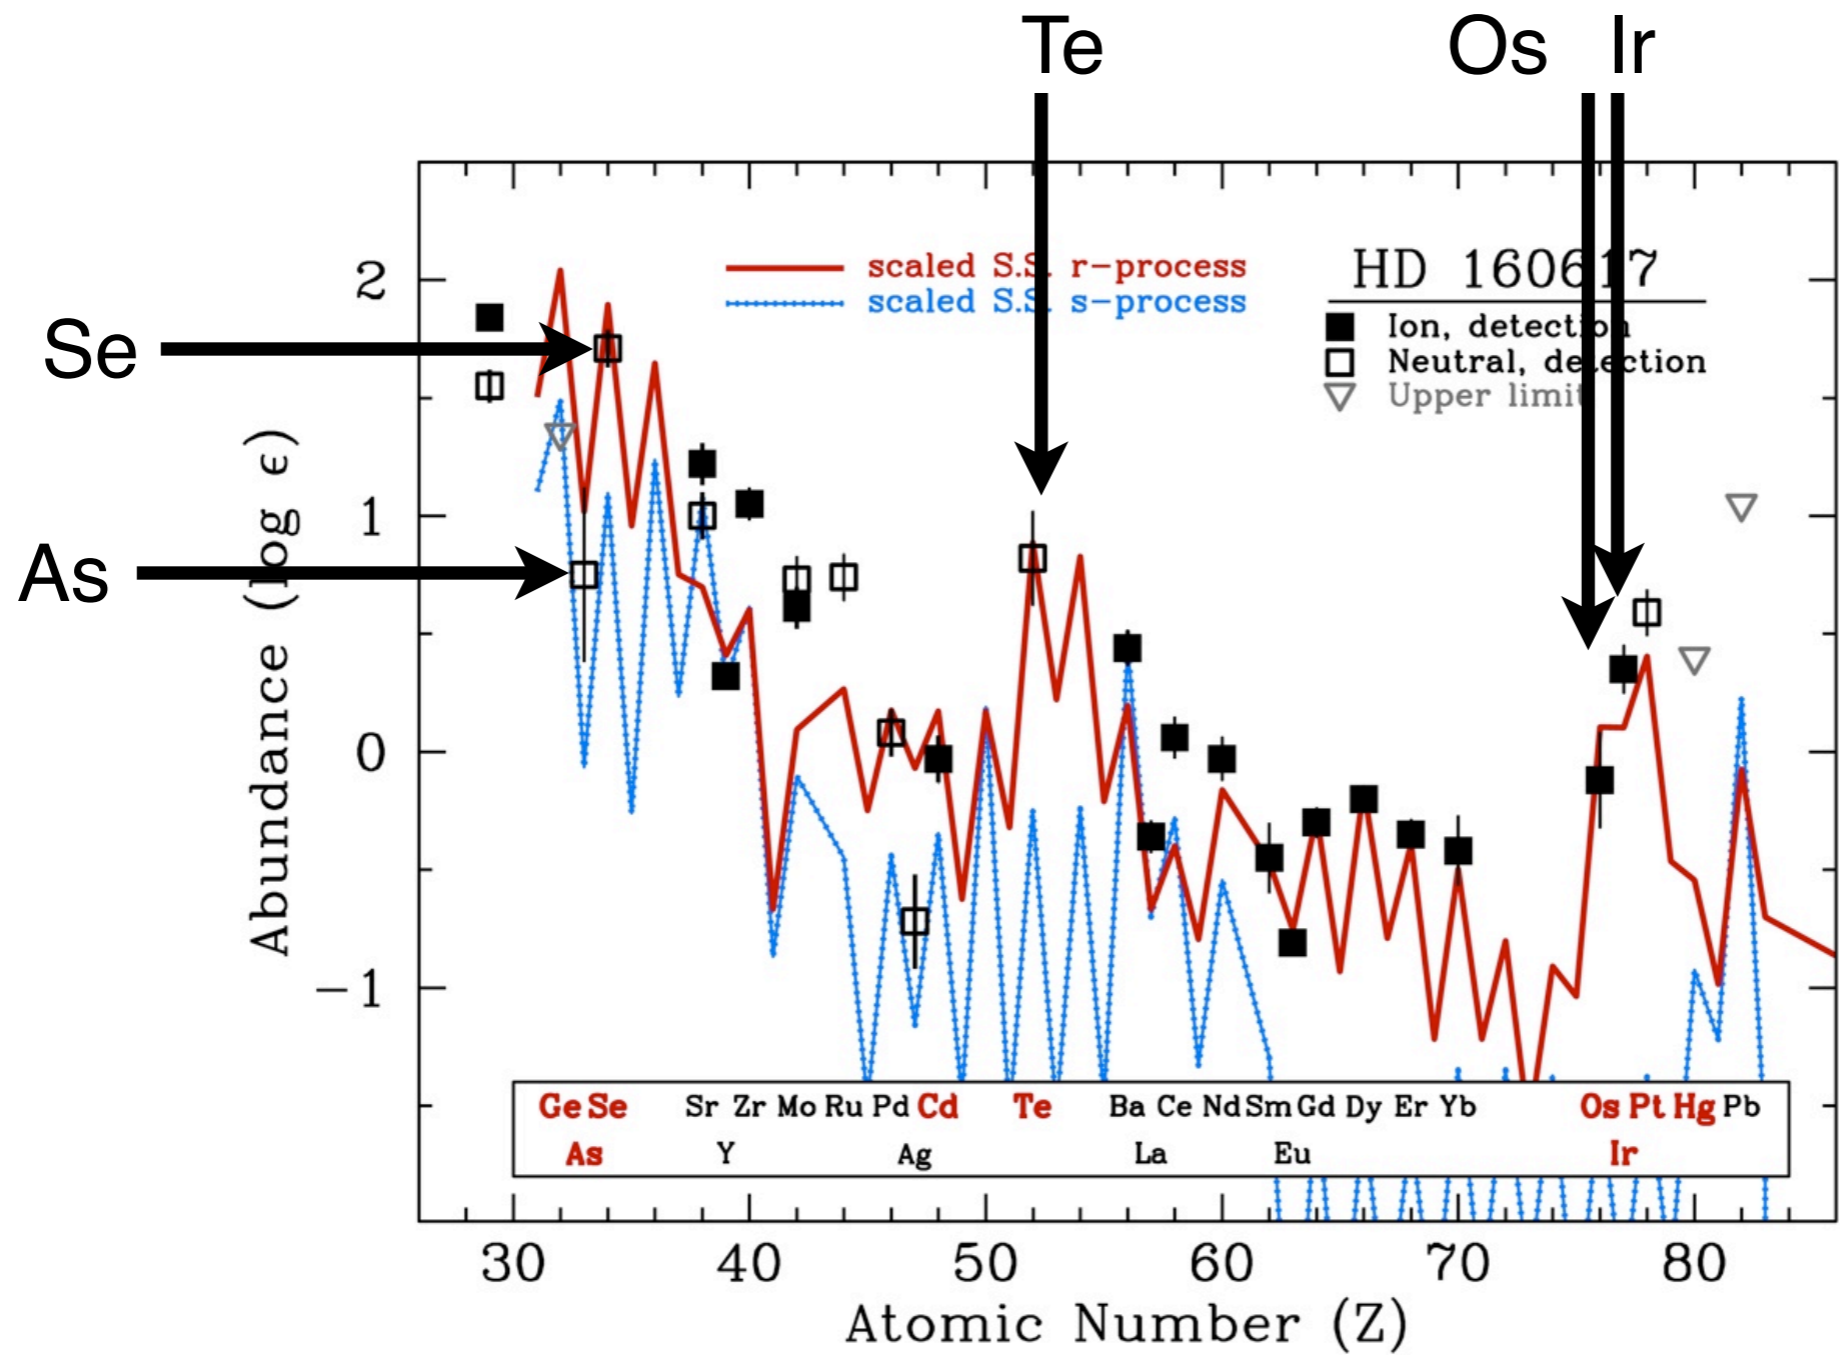 Te Os Ir
HD 160617
scaled S.S. r-process
scaled S.S. s-process
Ion, detection
Neutral, detection
Upper limit
Se
As
Abundance (log ϵ)
2
1
0
-1
Ge Se Sr Zr Mo Ru Pd Cd Te Ba Ce Nd Sm Gd Dy Er Yb Os Pt Hg Pb
As Y Ag La Eu Ir
30 40 50 60 70 80
Atomic Number (Z)